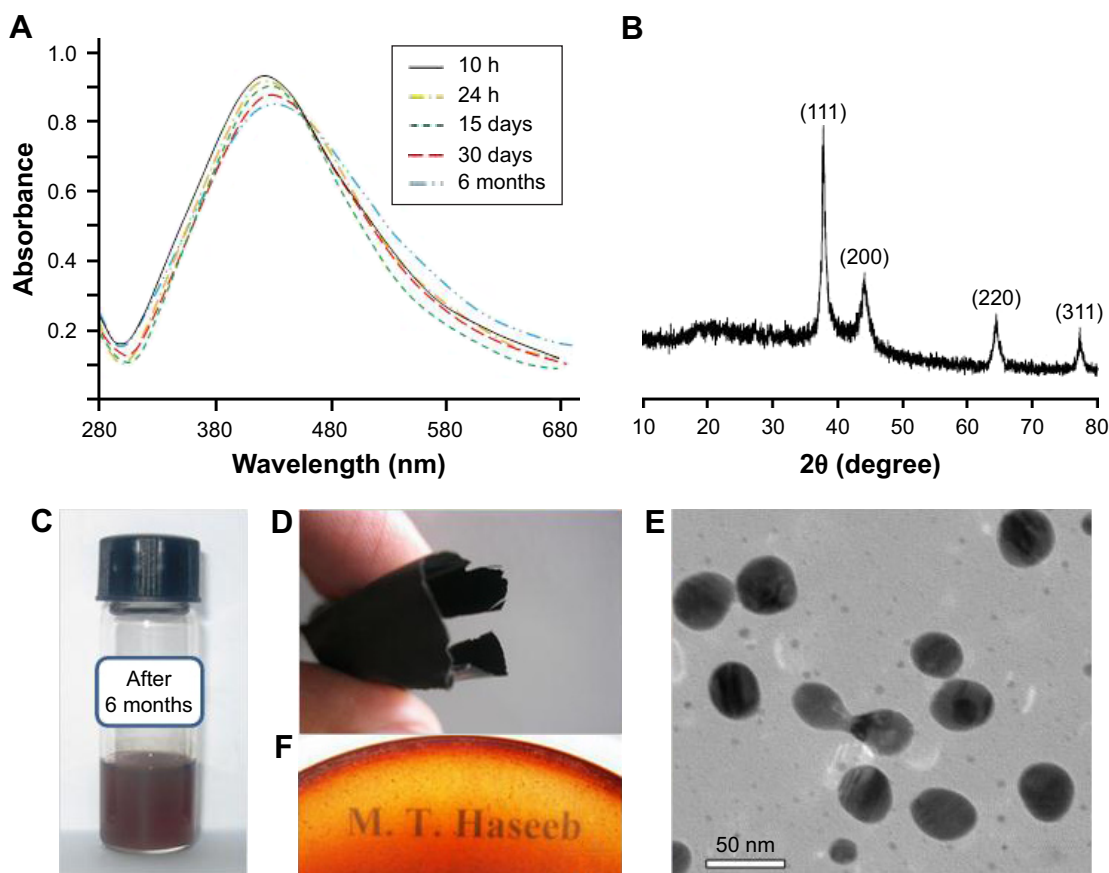 A
1.0
0.8
0.6
0.4
0.2
Absorbance
10 h
24 h
15 days
30 days
6 months
280
380
480
580
680
Wavelength (nm)
B
(111)
(200)
(220)
(311)
10
20
30
40
50
60
70
80
2θ (degree)
C
After
6 months
D
E
50 nm
F
M. T. Haseeb